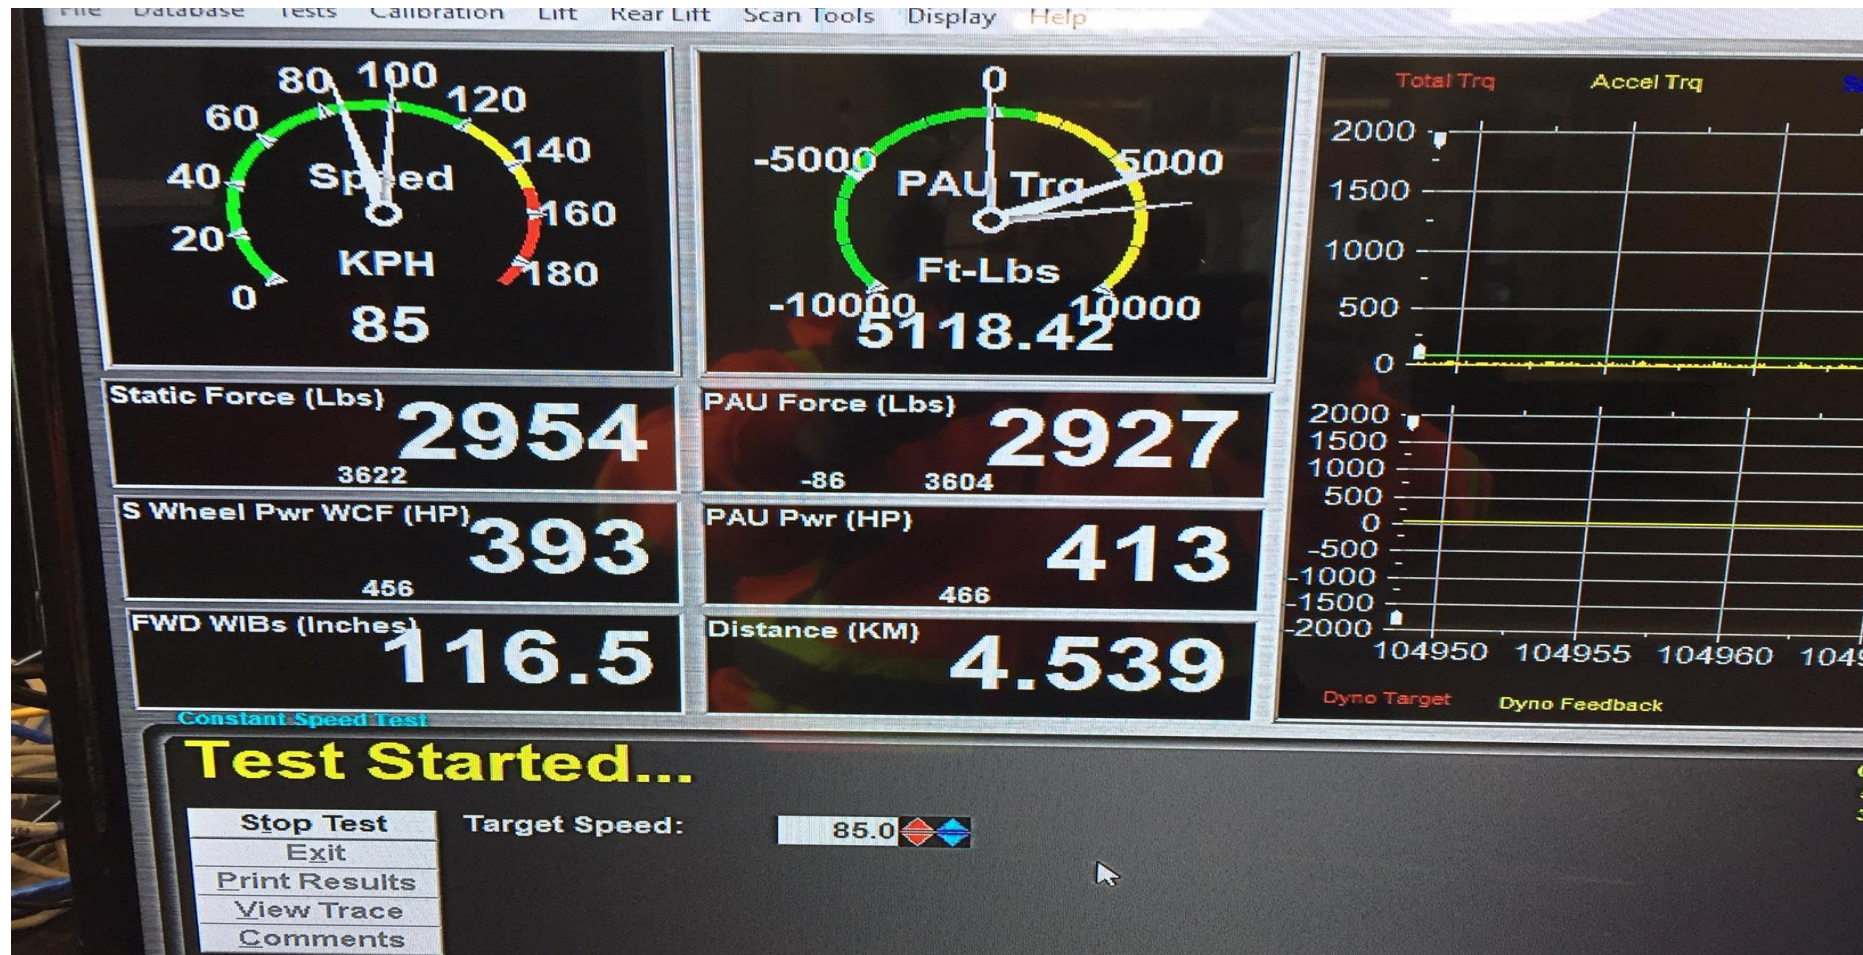 File Database Tests Calibration Lift Rear Lift Scan Tools Display Help
0 20 40 60 80 100 120 140 160 180
Speed
KPH
85
-10000 -5000 0 5000 10000
PAU Trq
Ft-Lbs
5118.42
Static Force (Lbs)
2954
3622
PAU Force (Lbs)
2927
-86 3604
S Wheel Pwr WCF (HP)
393
456
PAU Pwr (HP)
413
466
FWD WIBs (Inches)
116.5
Distance (KM)
4.539
Total Trq Accel Trq
2000
1500
1000
500
0
2000
1500
1000
500
0
-500
-1000
-1500
-2000
104950 104955 104960
Dyno Target Dyno Feedback
Constant Speed Test
Test Started...
Stop Test
Target Speed: 85.0
Exit
Print Results
View Trace
Comments